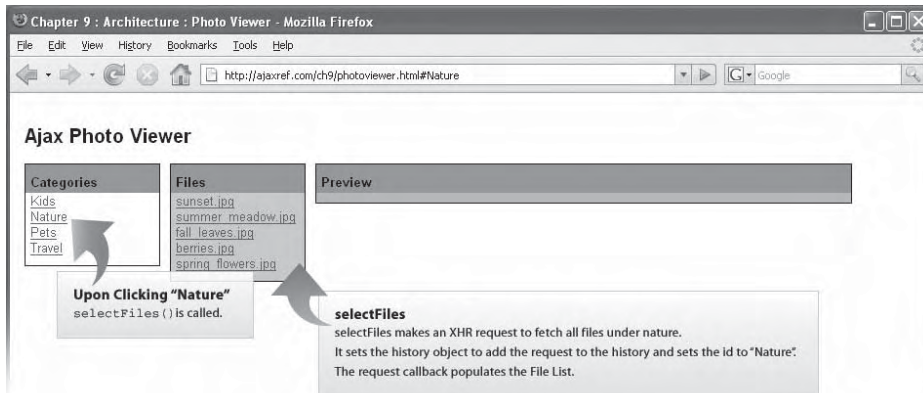 Chapter 9 : Architecture : Photo Viewer - Mozilla Firefox
File Edit View History Bookmarks Tools Help
http://ajaxref.com/ch9/photoviewer.html#Nature
G Google
Ajax Photo Viewer
Categories
Kids
Nature
Pets
Travel
Files
sunset.jpg
summer_meadow.jpg
fall_leaves.jpg
berries.jpg
spring_flowers.jpg
Preview
Upon Clicking “Nature”
selectFiles() is called.
selectFiles
selectFiles makes an XHR request to fetch all files under nature.
It sets the history object to add the request to the history and sets the id to “Nature”.
The request callback populates the File List.